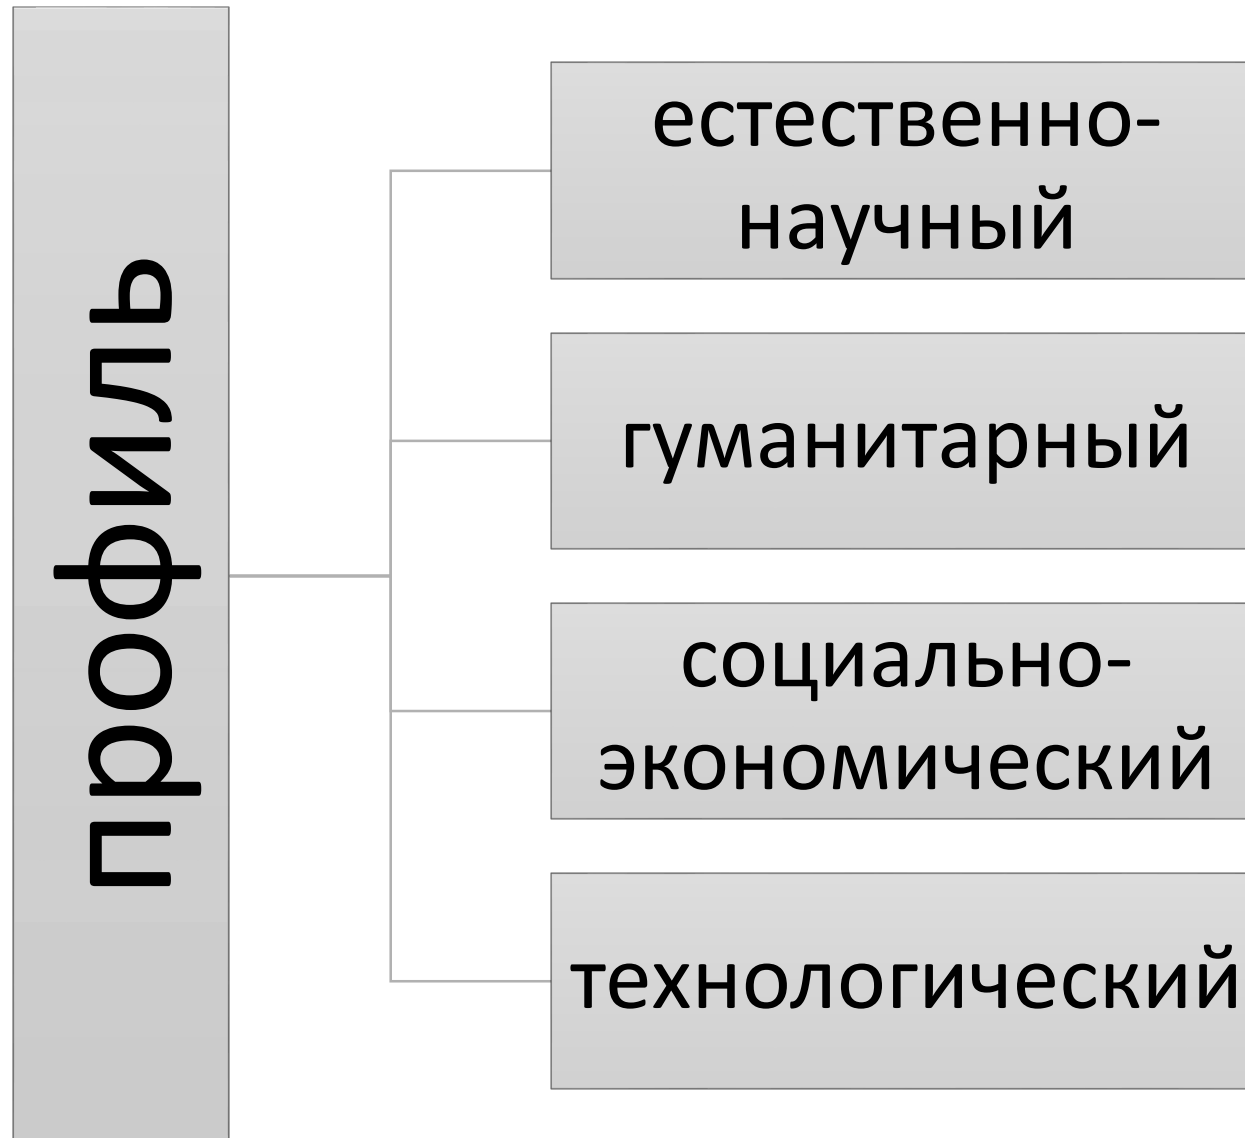 профиль
естественно-
научный
гуманитарный
социально-
экономический
технологический